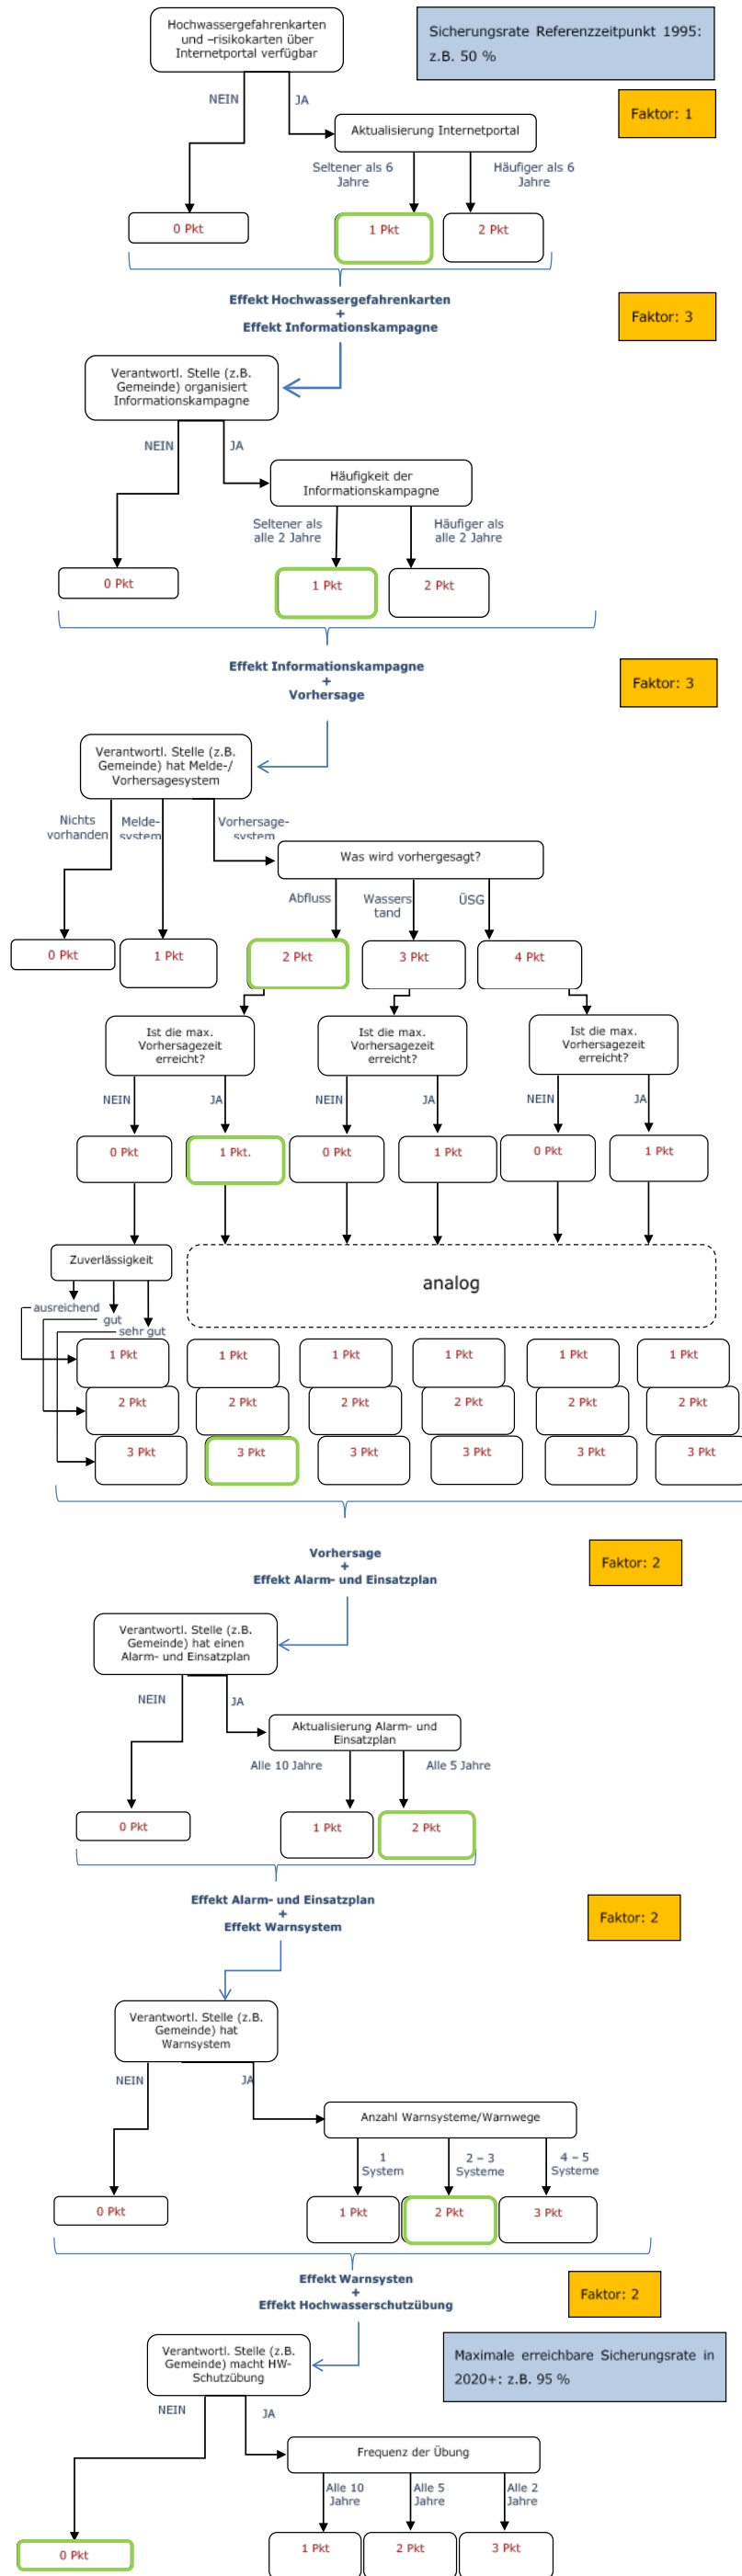 Hochwassergefahrenkarten
und –risikokarten über
Internetportal verfügbar
Sicherungsrate Referenzzeitpunkt 1995:
z.B. 50 %
NEIN
JA
Faktor: 1
Aktualisierung Internetportal
Seltener als 6
Jahre
Häufiger als 6
Jahre
0 Pkt
1 Pkt
2 Pkt
Effekt Hochwassergefahrenkarten
+
Effekt Informationskampagne
Faktor: 3
Verantwortl. Stelle (z.B.
Gemeinde) organisiert
Informationskampagne
NEIN
JA
Häufigkeit der
Informationskampagne
Seltener als
alle 2 Jahre
Häufiger als
alle 2 Jahre
0 Pkt
1 Pkt
2 Pkt
Effekt Informationskampagne
+
Vorhersage
Faktor: 3
Verantwortl. Stelle (z.B.
Gemeinde) hat Melde-/
Vorhersagesystem
Nichts
vorhanden
Melde-
system
Vorhersage-
system
Was wird vorhergesagt?
Abfluss
Wassers
tand
ÜSG
0 Pkt
1 Pkt
2 Pkt
3 Pkt
4 Pkt
Ist die max.
Vorhersagezeit
erreicht?
Ist die max.
Vorhersagezeit
erreicht?
Ist die max.
Vorhersagezeit
erreicht?
NEIN
JA
NEIN
JA
NEIN
JA
0 Pkt
1 Pkt.
0 Pkt
1 Pkt
0 Pkt
1 Pkt
Zuverlässigkeit
analog
ausreichend
gut
sehr gut
1 Pkt
1 Pkt
1 Pkt
1 Pkt
1 Pkt
1 Pkt
2 Pkt
2 Pkt
2 Pkt
2 Pkt
2 Pkt
2 Pkt
3 Pkt
3 Pkt
3 Pkt
3 Pkt
3 Pkt
3 Pkt
Vorhersage
+
Effekt Alarm- und Einsatzplan
Faktor: 2
Verantwortl. Stelle (z.B.
Gemeinde) hat einen
Alarm- und Einsatzplan
NEIN
JA
Aktualisierung Alarm- und
Einsatzplan
Alle 10 Jahre
Alle 5 Jahre
0 Pkt
1 Pkt
2 Pkt
Effekt Alarm- und Einsatzplan
+
Effekt Warnsystem
Faktor: 2
Verantwortl. Stelle (z.B.
Gemeinde) hat
Warnsystem
NEIN
JA
Anzahl Warnsysteme/Warnwege
1
System
2 – 3
Systeme
4 – 5
Systeme
0 Pkt
1 Pkt
2 Pkt
3 Pkt
Effekt Warnsysten
+
Effekt Hochwasserschutzübung
Faktor: 2
Verantwortl. Stelle (z.B.
Gemeinde) macht HW-
Schutzübung
Maximale erreichbare Sicherungsrate in
2020+: z.B. 95 %
NEIN
JA
Frequenz der Übung
Alle 10
Jahre
Alle 5
Jahre
Alle 2
Jahre
0 Pkt
1 Pkt
2 Pkt
3 Pkt